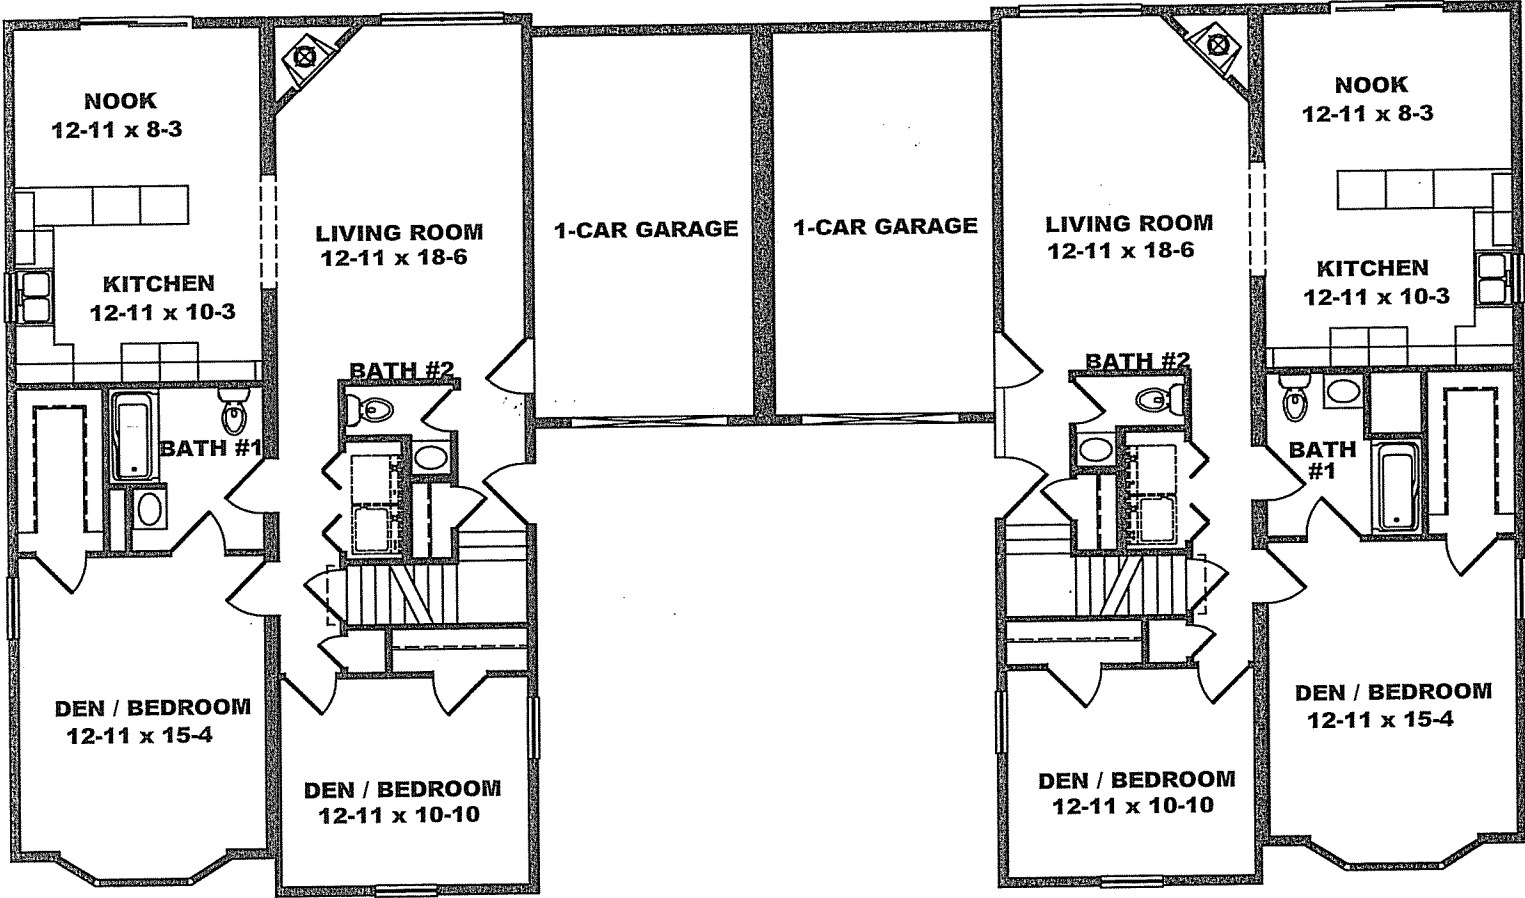 NOOK
12-11 x 8-3
LIVING ROOM
12-11 x 18-6
KITCHEN
12-11 x 10-3
1-CAR GARAGE
1-CAR GARAGE
LIVING ROOM
12-11 x 18-6
NOOK
12-11 x 8-3
KITCHEN
12-11 x 10-3
BATH #2
BATH #1
BATH #2
BATH
#1
DEN / BEDROOM
12-11 x 15-4
DEN / BEDROOM
12-11 x 10-10
DEN / BEDROOM
12-11 x 10-10
DEN / BEDROOM
12-11 x 15-4